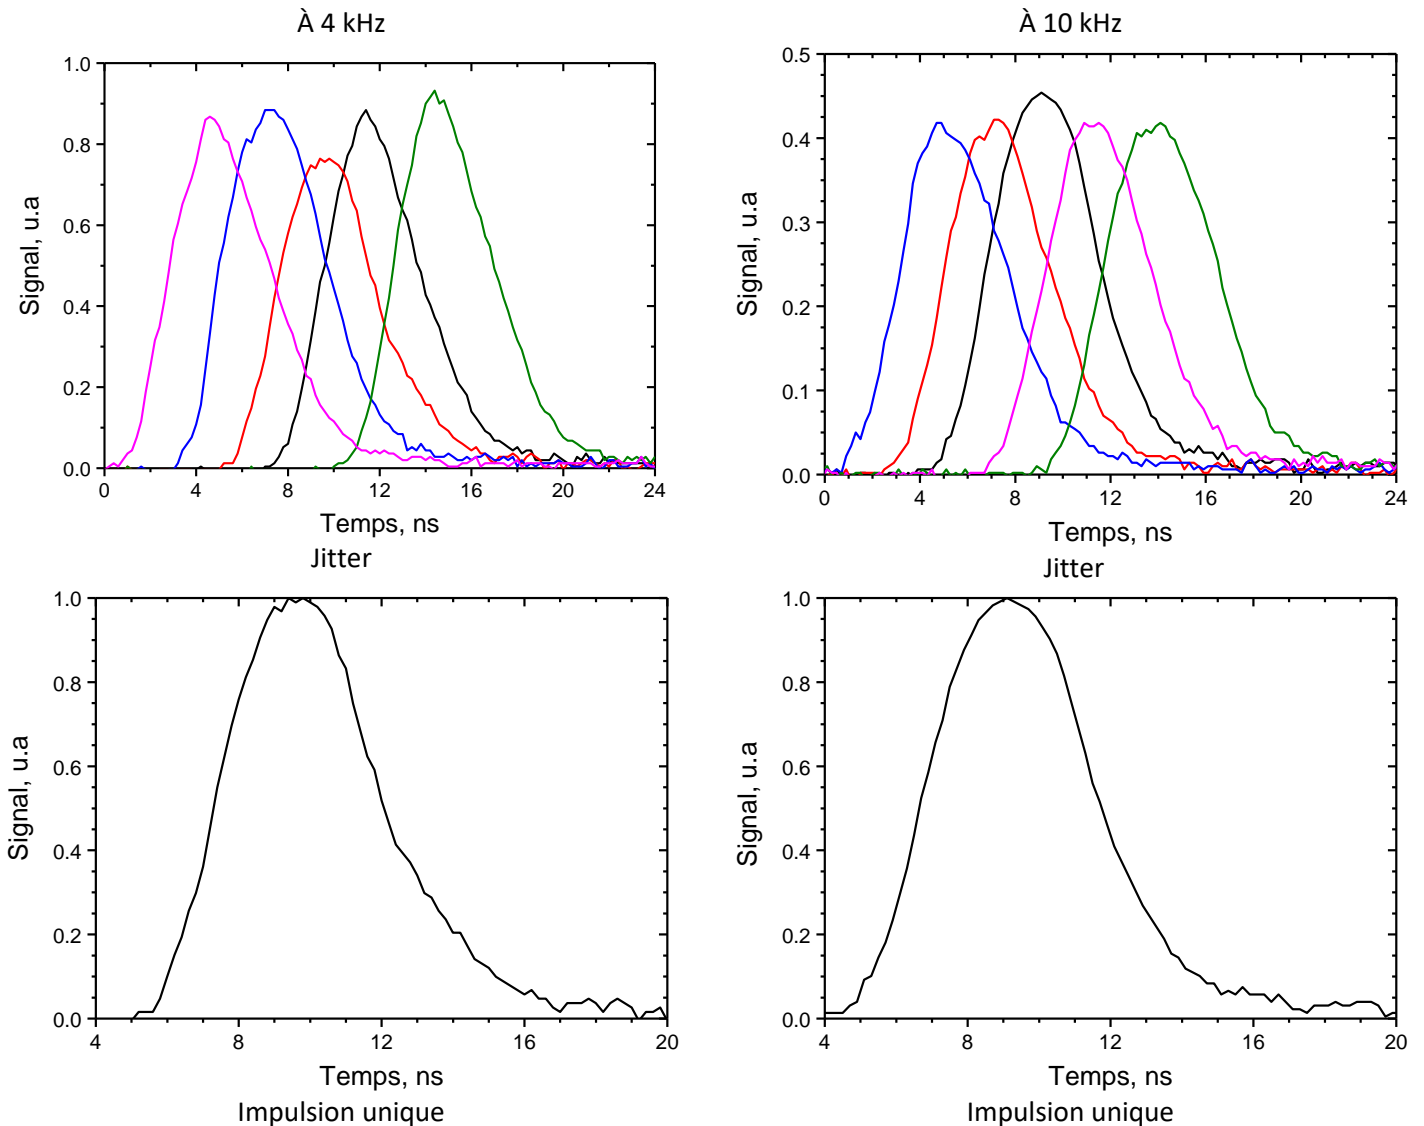 À 4 kHz
À 10 kHz
1.0
0.8
0.6
0.4
0.2
0.0
Signal, u.a
0 4 8 12 16 20 24
Temps, ns
Jitter
0.5
0.4
0.3
0.2
0.1
0.0
Signal, u.a
0 4 8 12 16 20 24
Temps, ns
Jitter
1.0
0.8
0.6
0.4
0.2
0.0
Signal, u.a
4 8 12 16 20
Temps, ns
Impulsion unique
1.0
0.8
0.6
0.4
0.2
0.0
Signal, u.a
4 8 12 16 20
Temps, ns
Impulsion unique